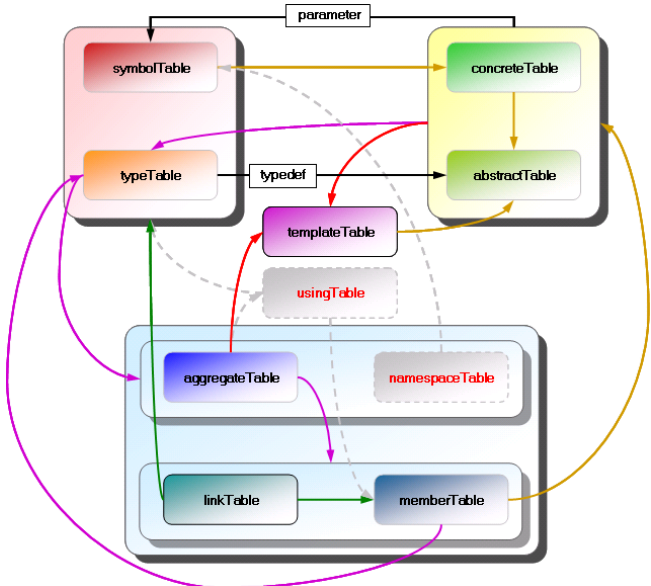 parameter
symbolTable
concreteTable
typeTable
typedef
abstractTable
templateTable
usingTable
aggregateTable
namespaceTable
linkTable
memberTable